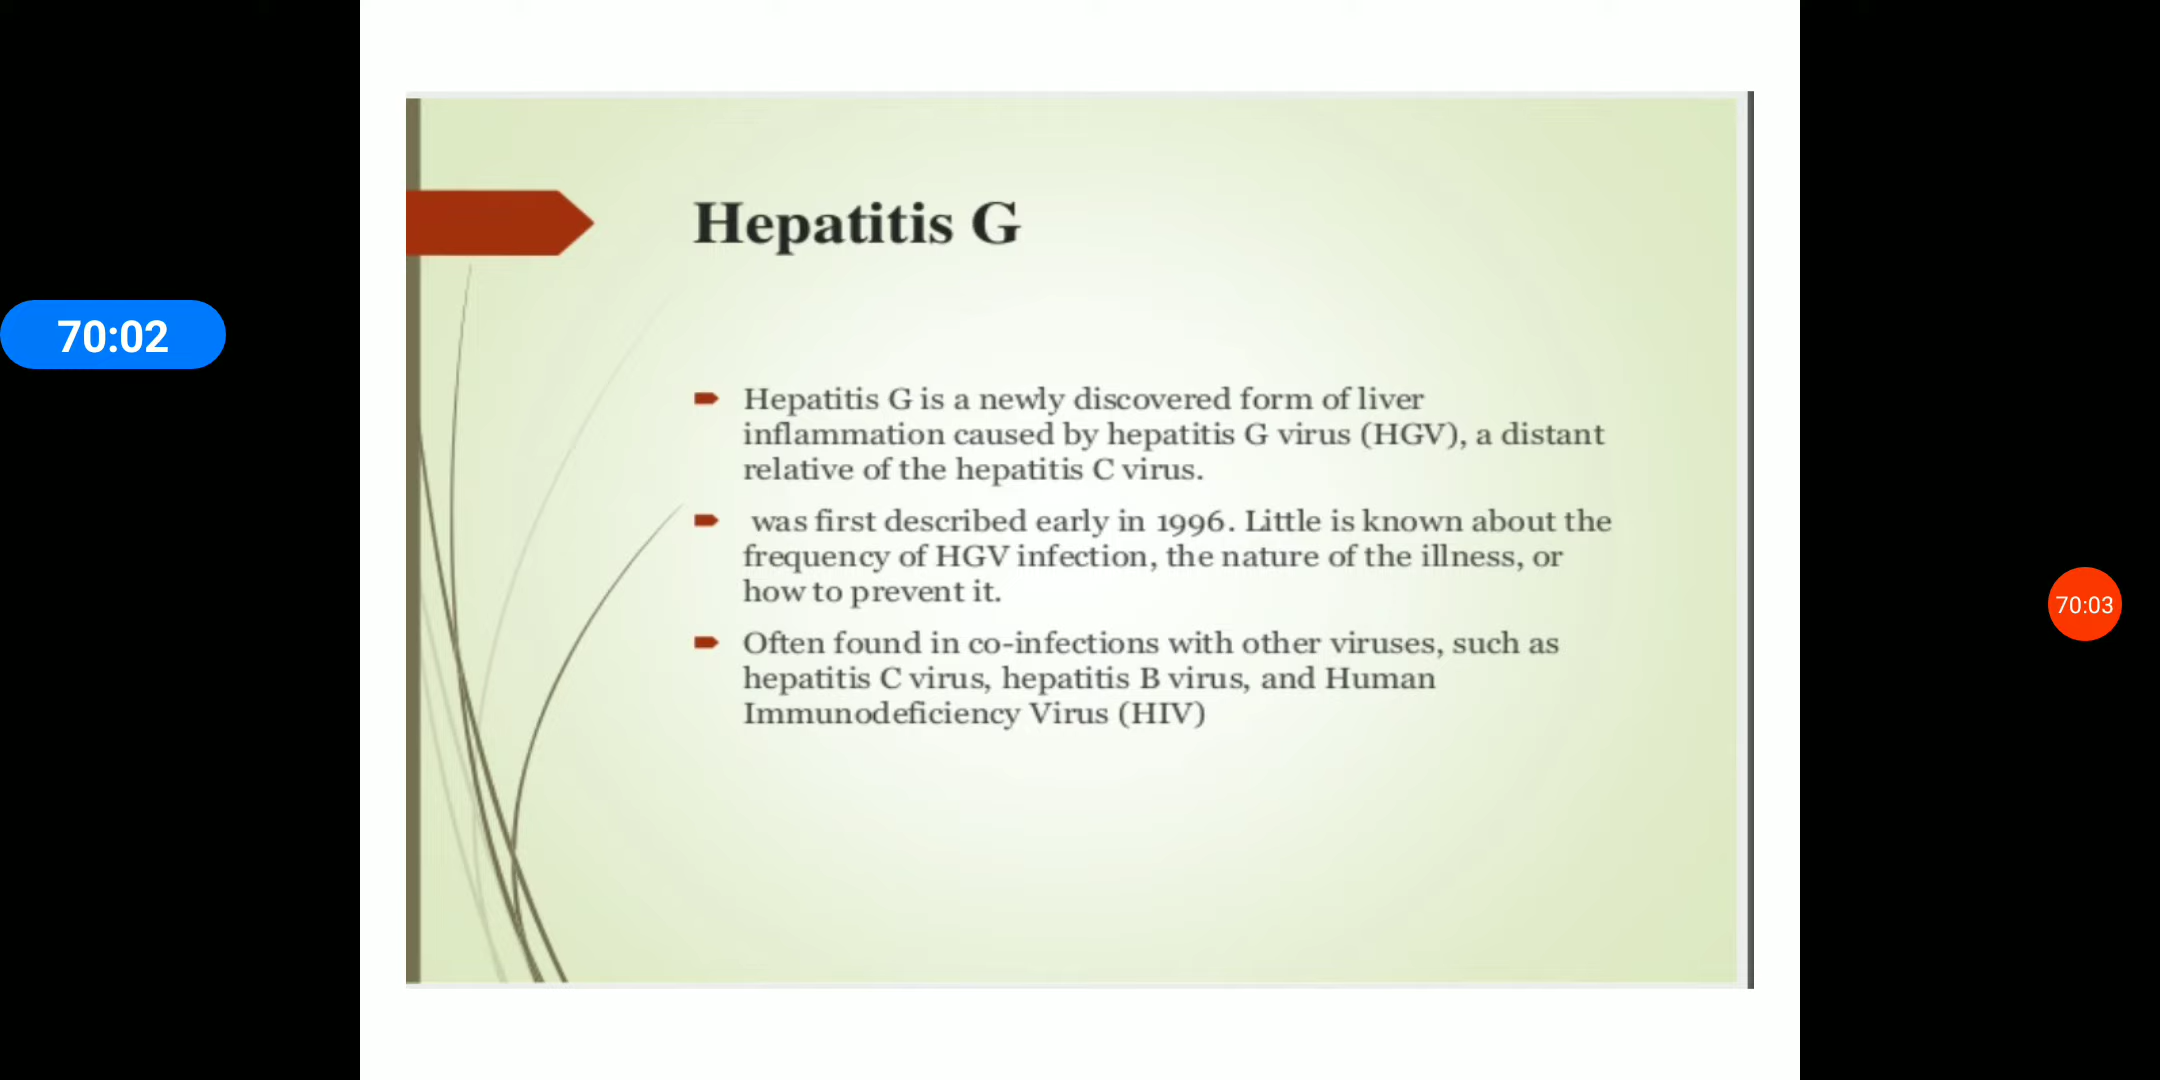 Hepatitis G
70:02
Hepatitis G is a newly discovered form of liver
inflammation caused by hepatitis G virus (HGV), a distant
relative of the hepatitis C virus.
was first described early in 1996. Little is known about the
frequency of HGV infection, the nature of the illness, or
how to prevent it.
70:03
Often found in co-infections with other viruses, such as
hepatitis C virus, hepatitis B virus, and Human
Immunodeficiency Virus (HIV)